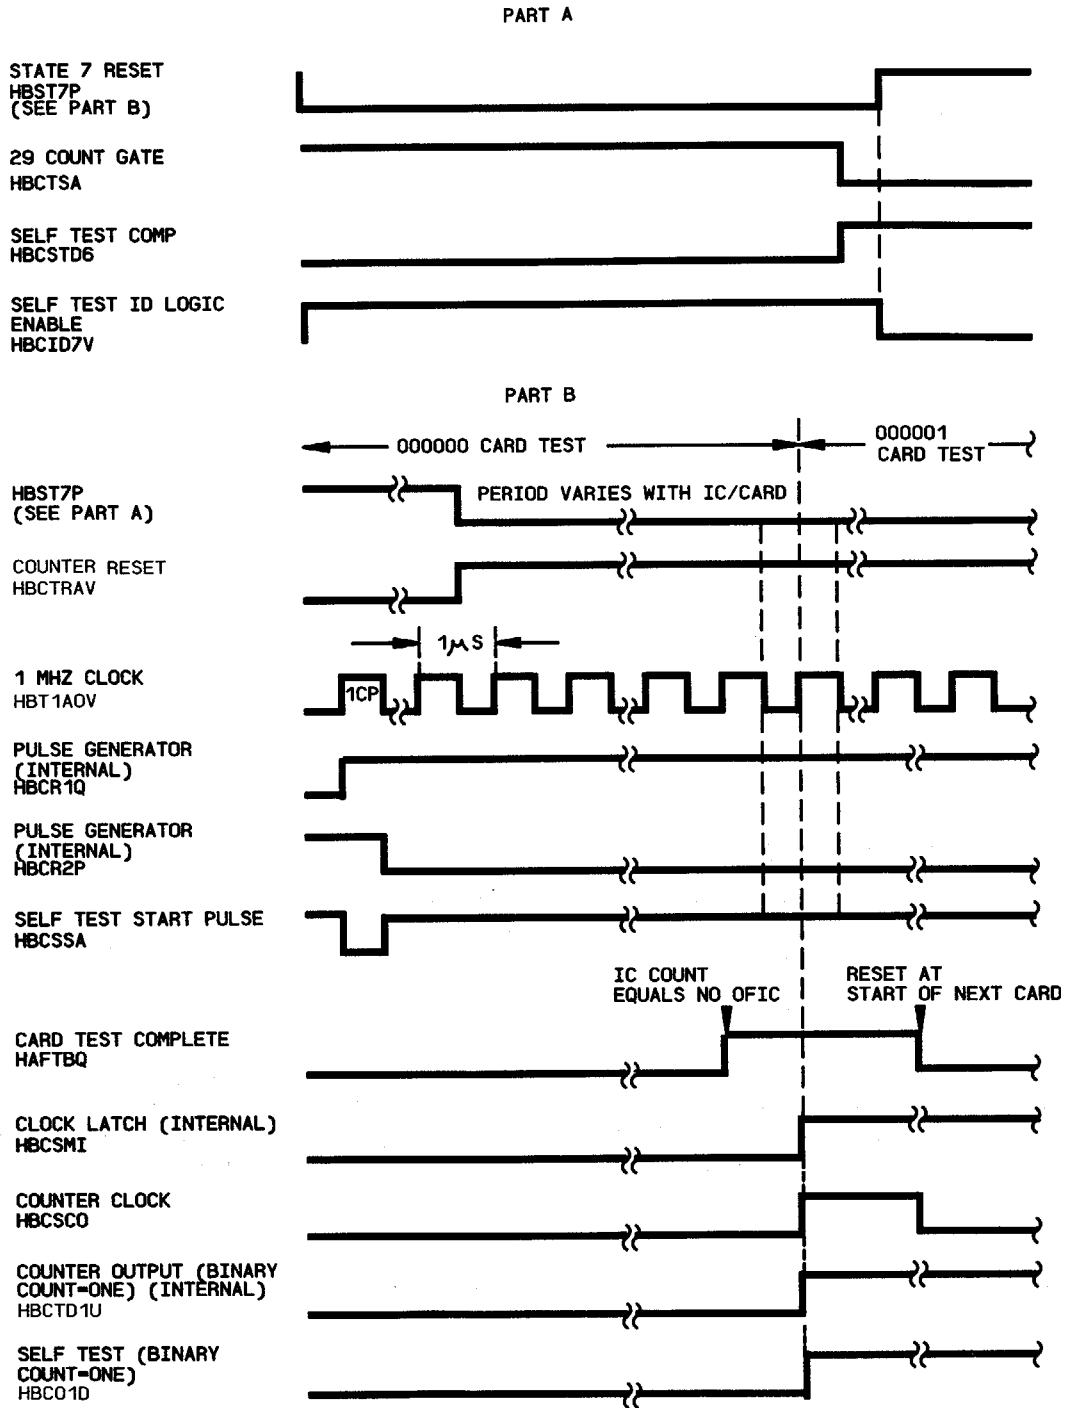 PART A
STATE 7 RESET
HBST7P
(SEE PART B)
29 COUNT GATE
HBCTSA
SELF TEST COMP
HBCSTD6
SELF TEST ID LOGIC
ENABLE
HBCID7V
PART B
000000 CARD TEST
000001
CARD TEST
HBST7P
(SEE PART A)
PERIOD VARIES WITH IC/CARD
COUNTER RESET
HBCTRAV
1μS
1 MHZ CLOCK
HBT1AOV
1CP
PULSE GENERATOR
(INTERNAL)
HBCR1Q
PULSE GENERATOR
(INTERNAL)
HBCR2P
SELF TEST START PULSE
HBCSSA
IC COUNT
EQUALS NO OFIC
RESET AT
START OF NEXT CARD
CARD TEST COMPLETE
HAFTBQ
CLOCK LATCH (INTERNAL)
HBCSMI
COUNTER CLOCK
HBCSCO
COUNTER OUTPUT (BINARY
COUNT=ONE) (INTERNAL)
HBCTD1U
SELF TEST (BINARY
COUNT=ONE)
HBCO1D